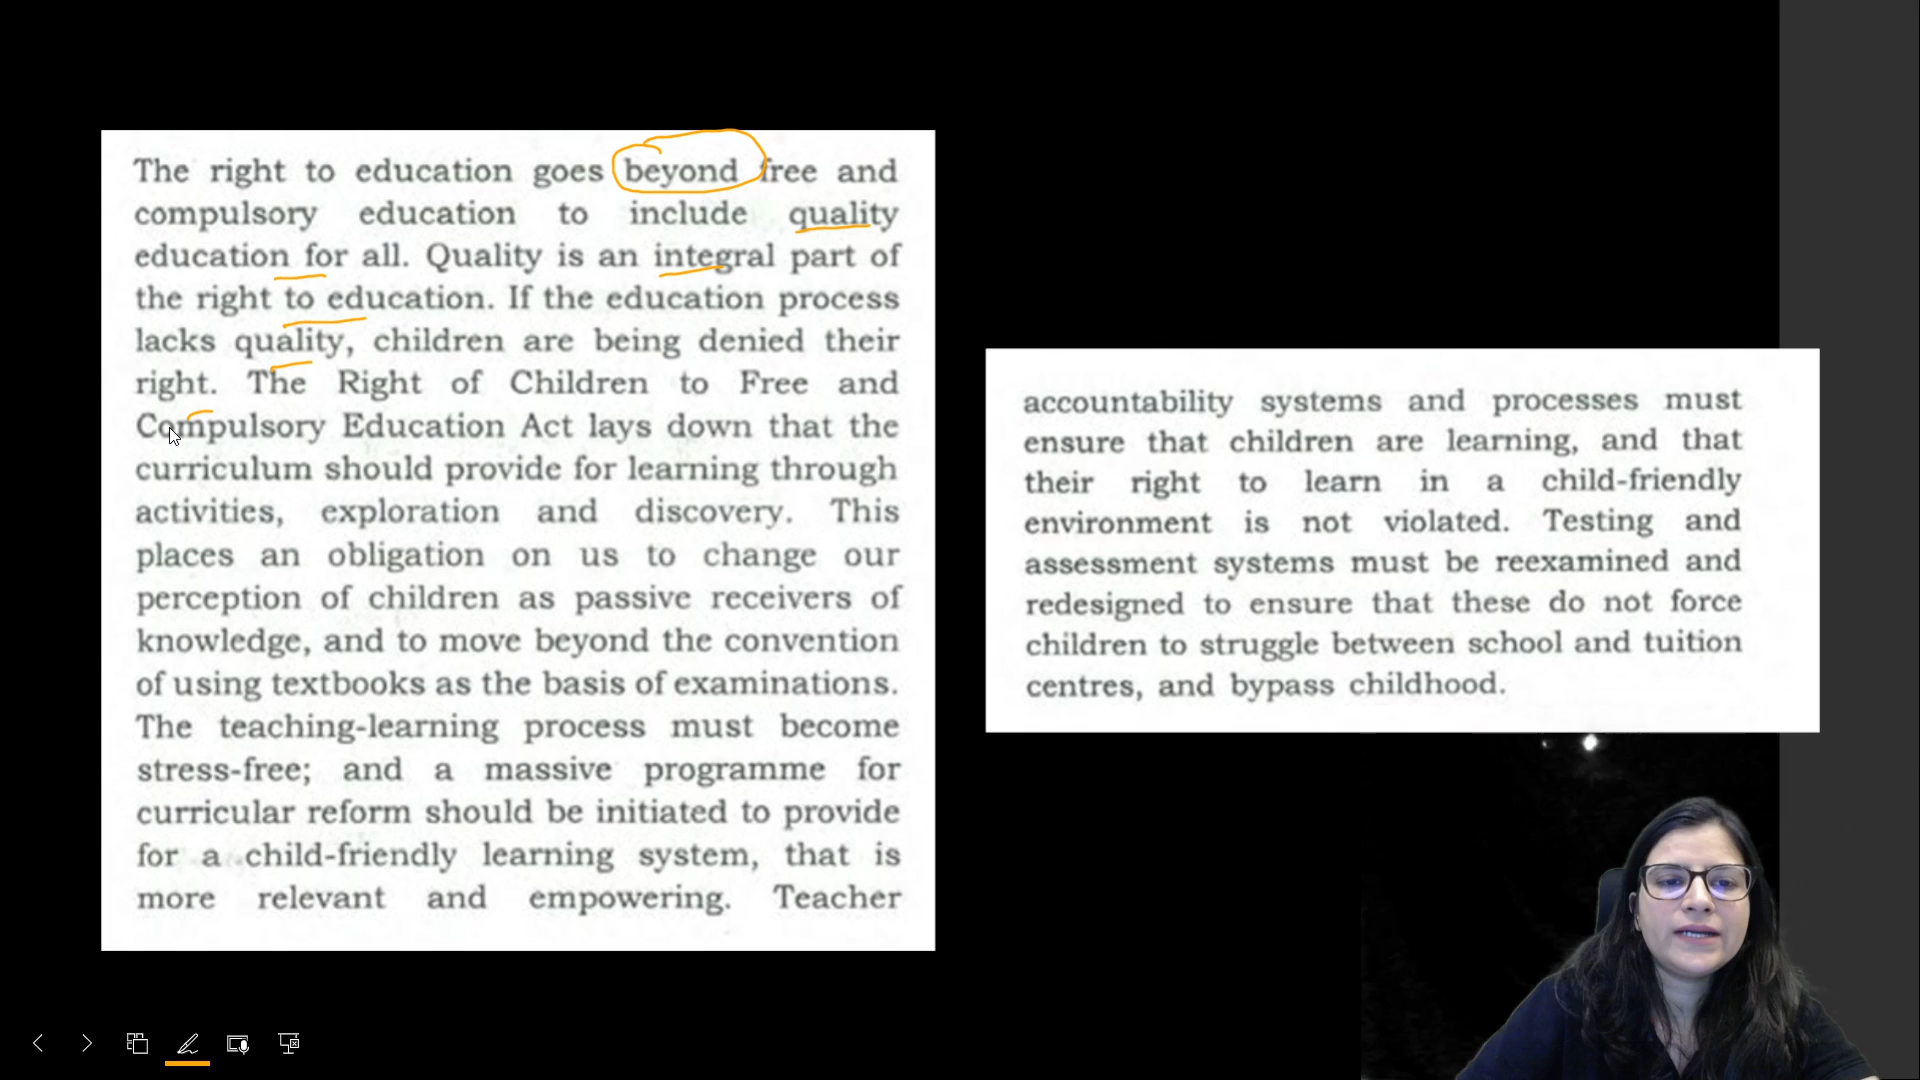 The right to education goes beyond free and
compulsory education to include quality
education for all. Quality is an integral part of
the right to education. If the education process
lacks quality, children are being denied their
right. The Right of Children to Free and
Compulsory Education Act lays down that the
curriculum should provide for learning through
activities, exploration and discovery. This
places an obligation on us to change our
perception of children as passive receivers of
knowledge, and to move beyond the convention
of using textbooks as the basis of examinations.
The teaching-learning process must become
stress-free; and a massive programme for
curricular reform should be initiated to provide
for a child-friendly learning system, that is
more relevant and empowering. Teacher
accountability systems and processes must
ensure that children are learning, and that
their right to learn in a child-friendly
environment is not violated. Testing and
assessment systems must be reexamined and
redesigned to ensure that these do not force
children to struggle between school and tuition
centres, and bypass childhood.